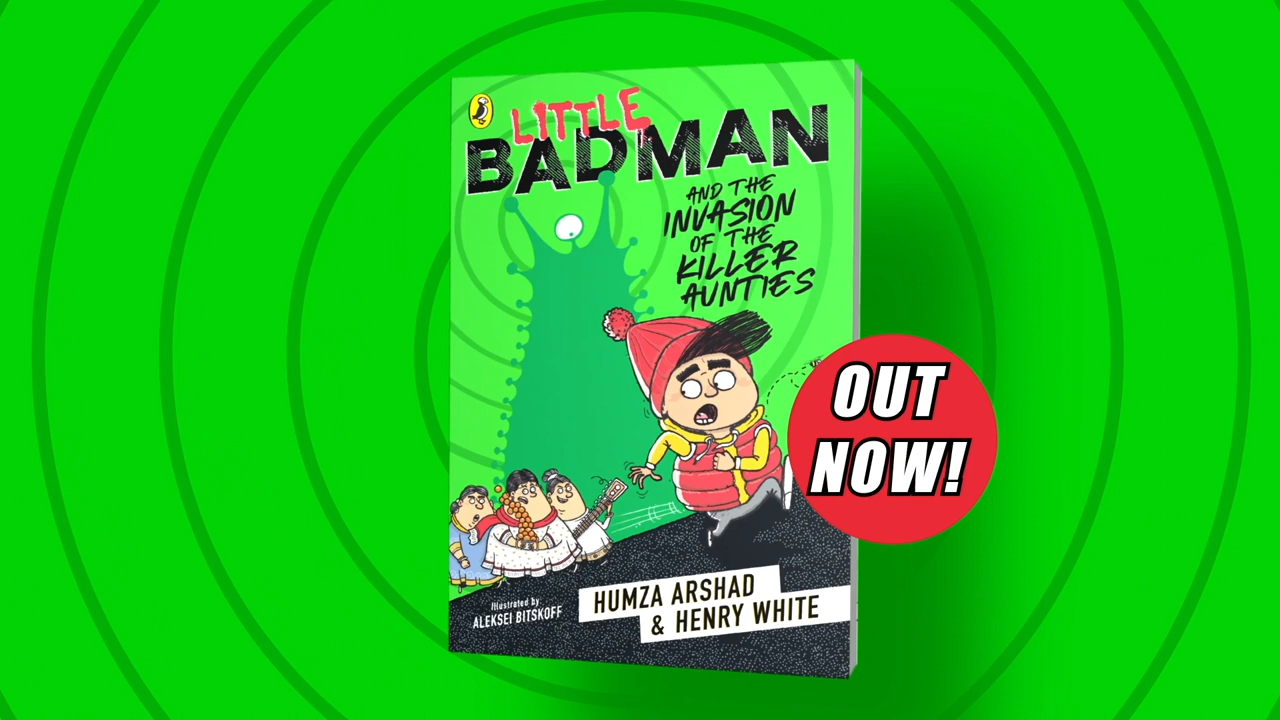 LITTLE
BADMAN
AND THE
INVASION
OF THE
KILLER
AUNTIES
OUT
NOW!
Illustrated by
ALEKSEI BITSKOFF
HUMZA ARSHAD
& HENRY WHITE